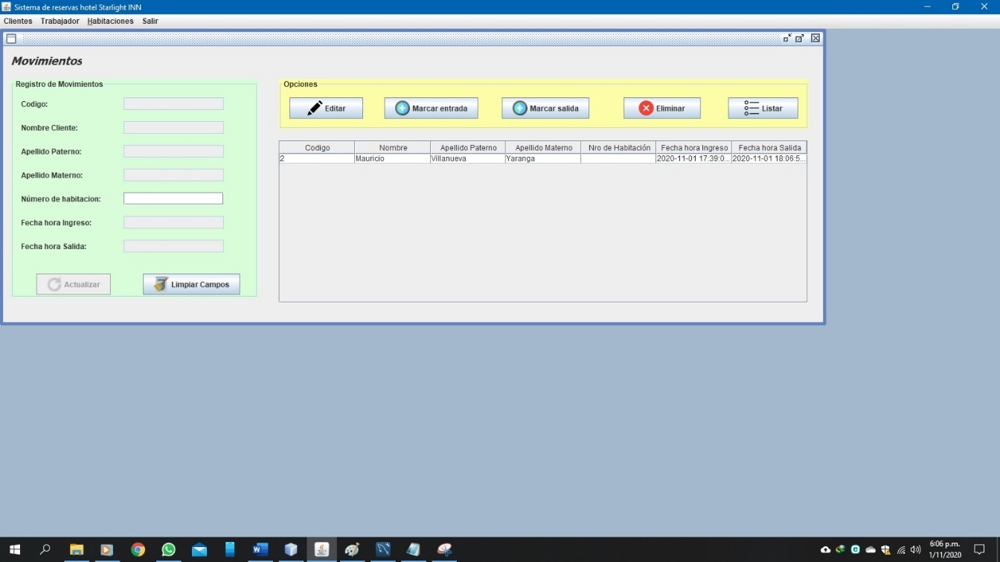 Sistema de reservas hotel Starlight INN
Clientes Trabajador Habitaciones Salir
Movimientos
Registro de Movimientos
Codigo:
Nombre Cliente:
Apellido Paterno:
Apellido Materno:
Número de habitacion:
Fecha hora Ingreso:
Fecha hora Salida:
Actualizar Limpiar Campos
Opciones
Editar Marcar entrada Marcar salida Eliminar Listar
Codigo Nombre Apellido Paterno Apellido Materno Nro de Habitación Fecha hora Ingreso Fecha hora Salida
2 Mauricio Villanueva Yaranga 2020-11-01 17:39:0... 2020-11-01 18:06:5...
6:06 p.m.
1/11/2020